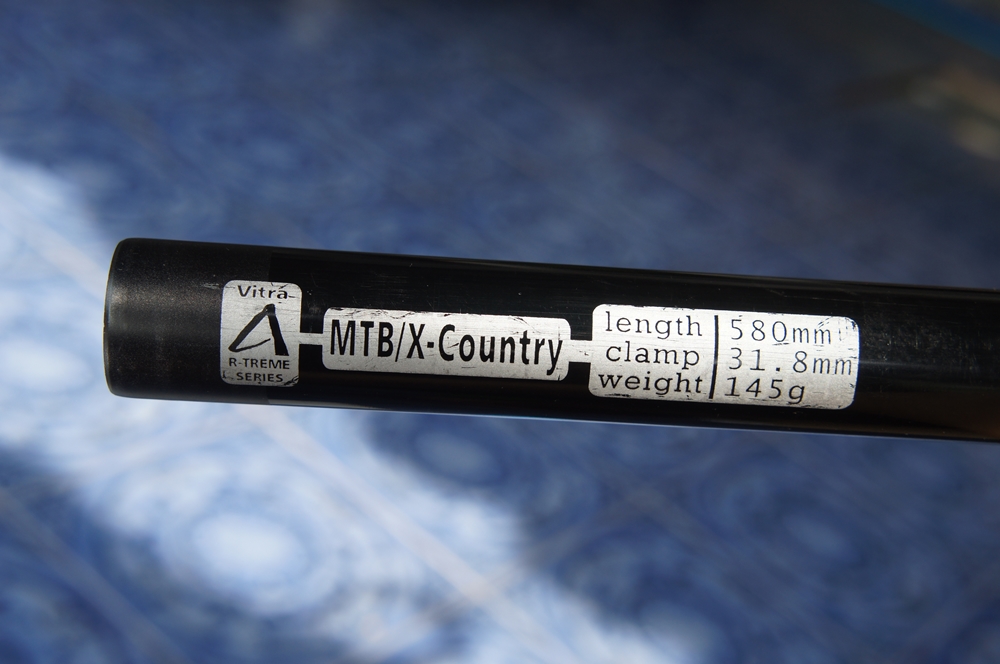 Vitra
R-TREME
SERIES
MTB/X-Country
length 580mm
clamp 31.8mm
weight 145g